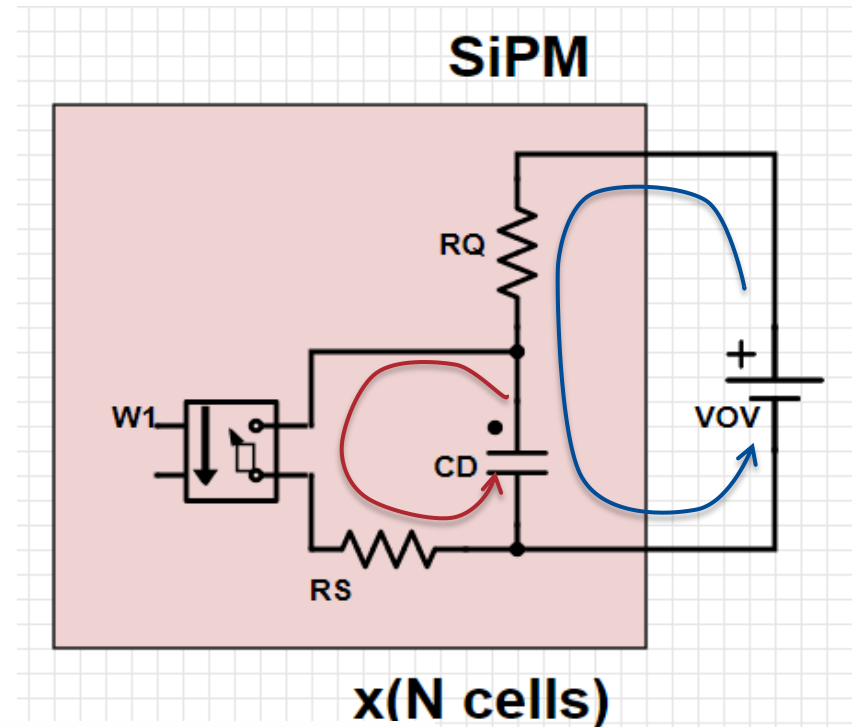 SiPM
RQ
+
W1
VOV
CD
RS
x(N cells)